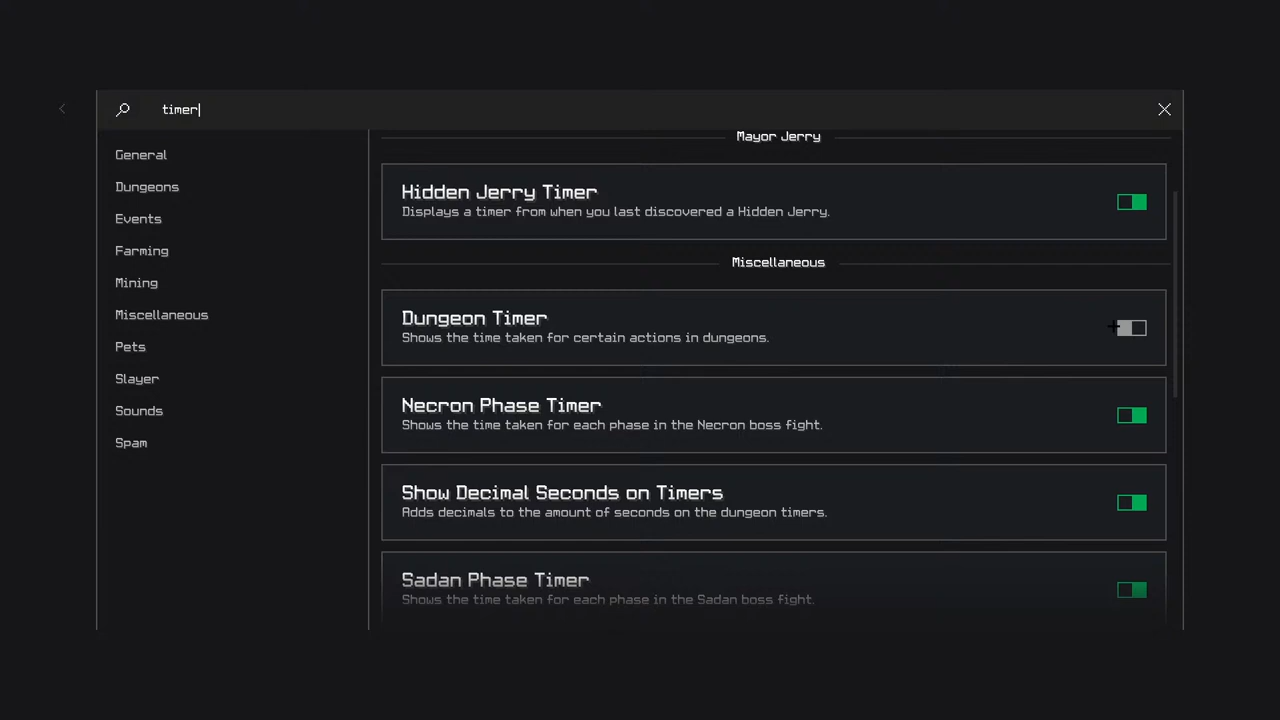 timer
General
Dungeons
Events
Farming
Mining
Miscellaneous
Pets
Slayer
Sounds
Spam
Mayor Jerry
Hidden Jerry Timer
Displays a timer from when you last discovered a Hidden Jerry.
Miscellaneous
Dungeon Timer
Shows the time taken for certain actions in dungeons.
Necron Phase Timer
Shows the time taken for each phase in the Necron boss fight.
Show Decimal Seconds on Timers
Adds decimals to the amount of seconds on the dungeon timers.
Sadan Phase Timer
Shows the time taken for each phase in the Sadan boss fight.